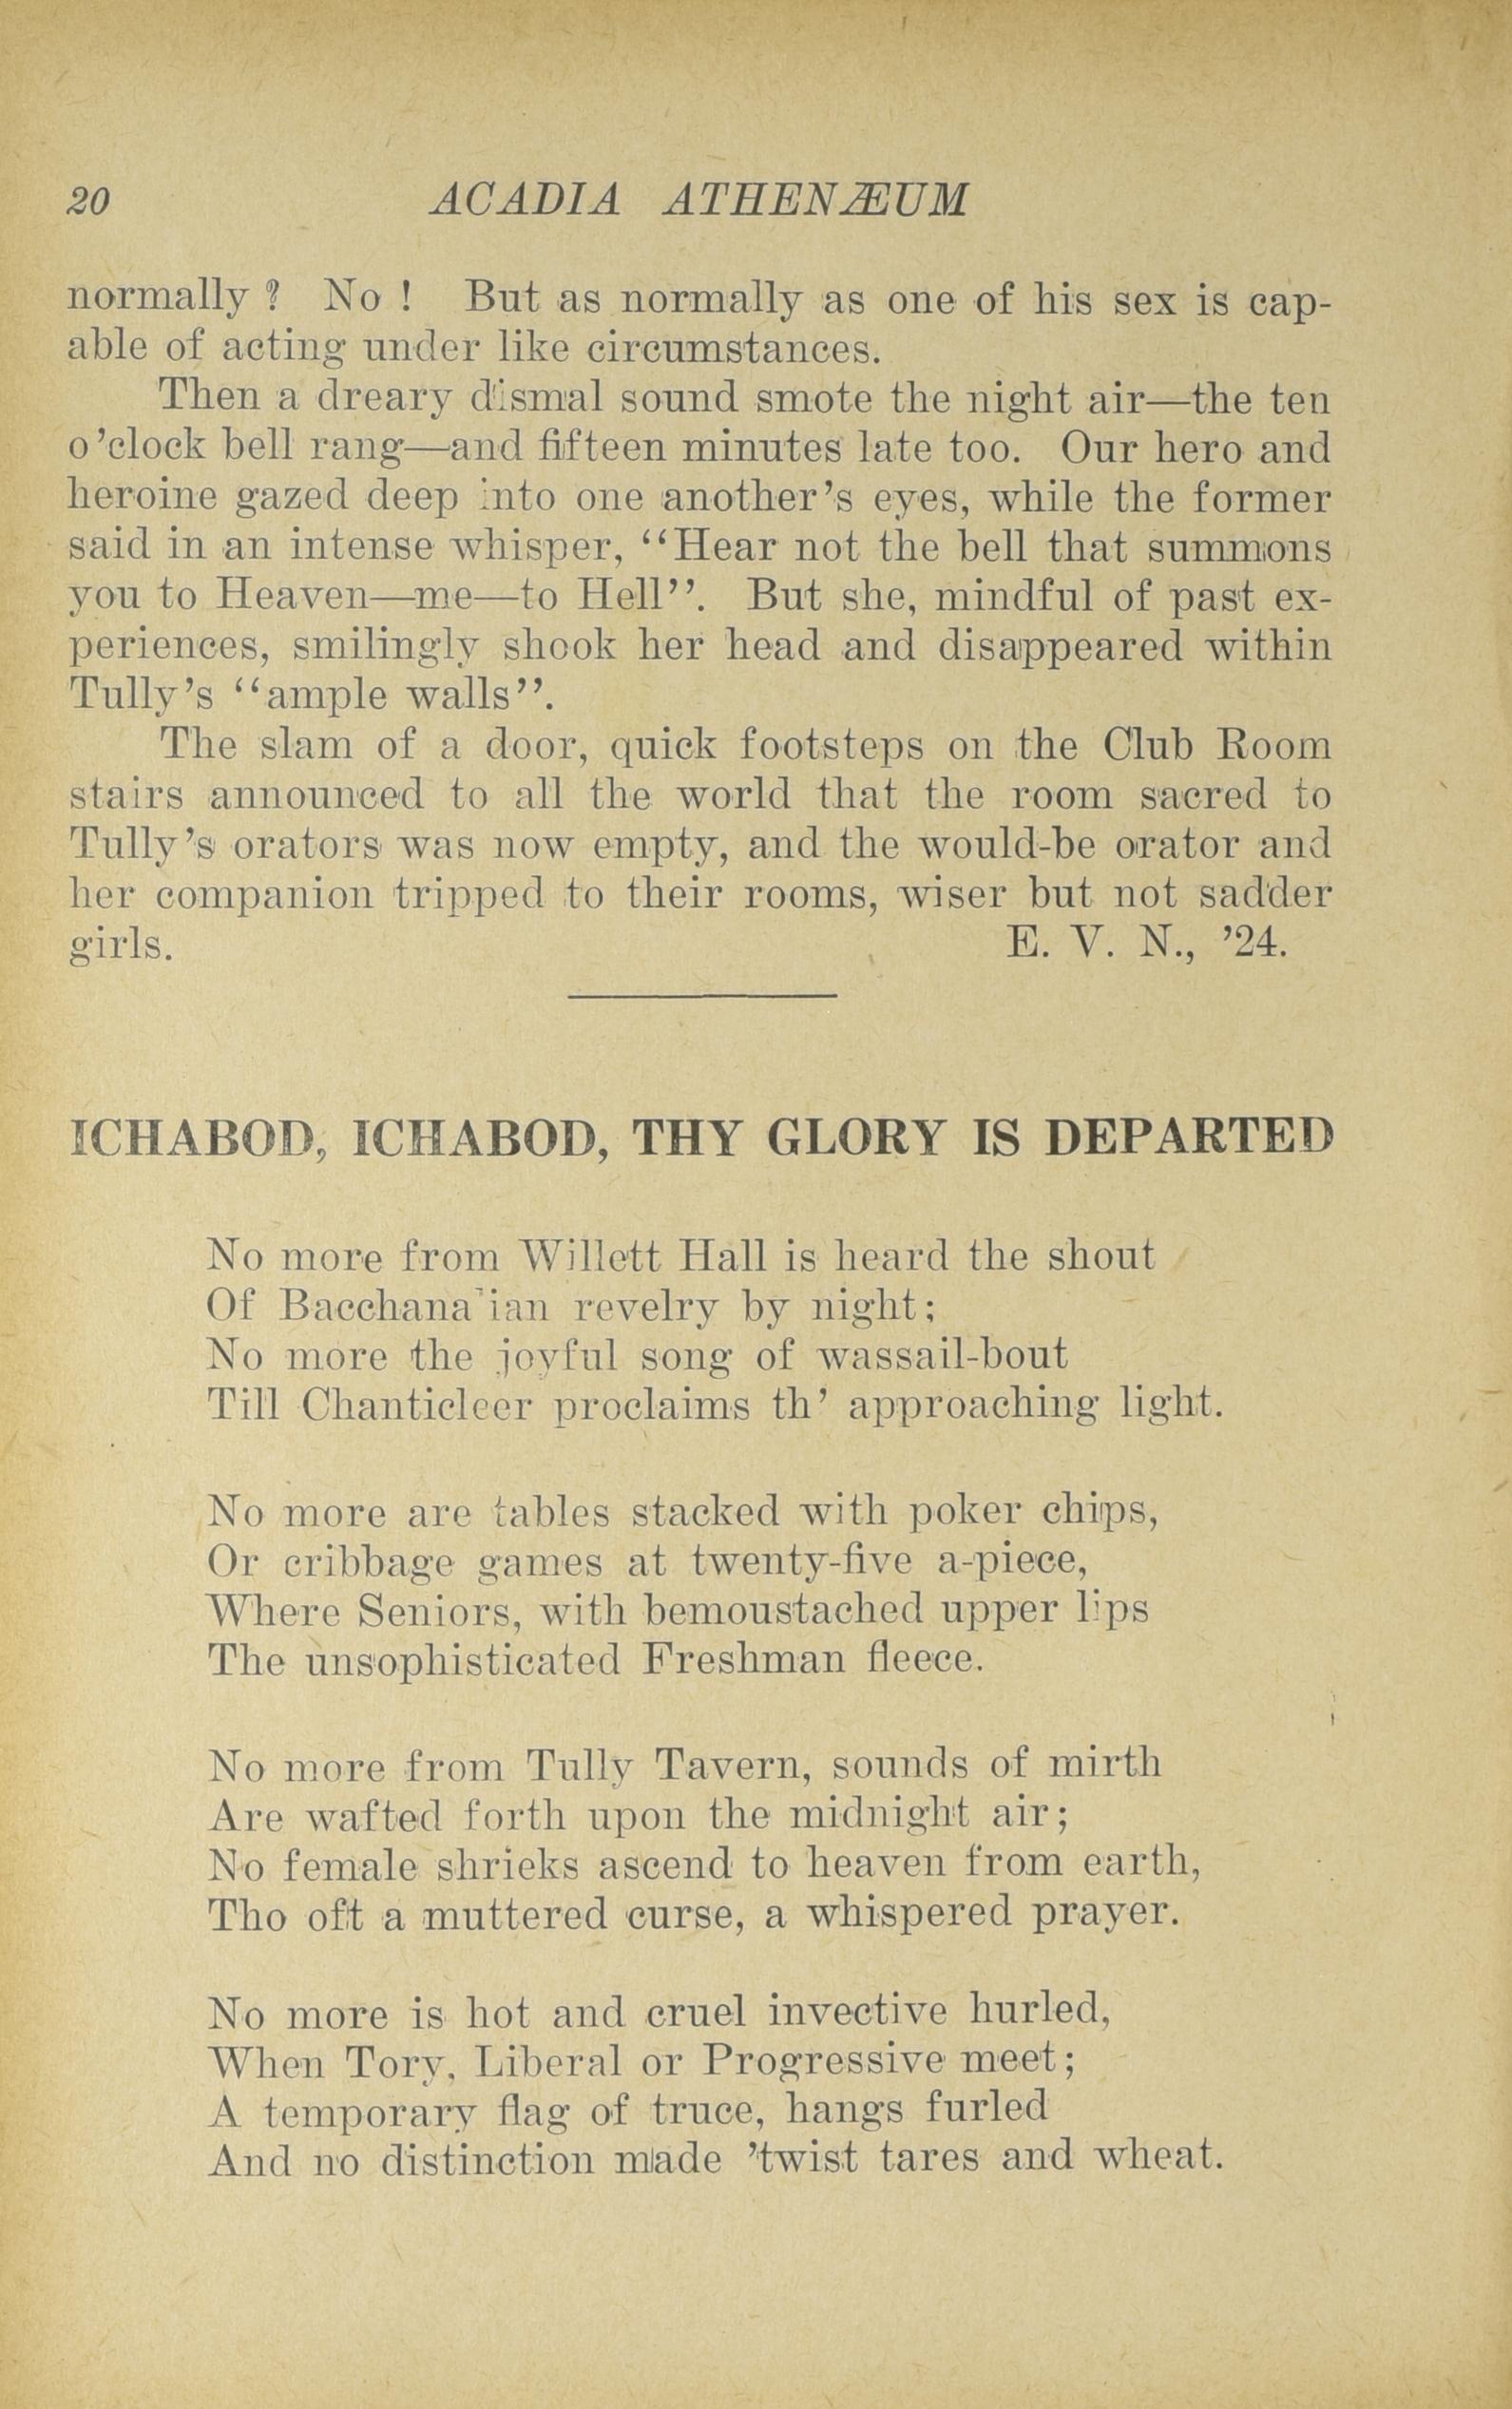 20 ACADIA ATHENÆUM
normally ? No ! But as normally as one of his sex is cap-
able of acting under like circumstances.
Then a dreary dismal sound smote the night air—the ten
o'clock bell rang—and fifteen minutes late too. Our hero and
heroine gazed deep into one another's eyes, while the former
said in an intense whisper, "Hear not the bell that summons
you to Heaven—me—to Hell". But she, mindful of past ex-
periences, smilingly shook her head and disappeared within
Tully's "ample walls".
The slam of a door, quick footsteps on the Club Room
stairs announced to all the world that the room sacred to
Tully's orators was now empty, and the would-be orator and
her companion tripped to their rooms, wiser but not sadder
girls. E. V. N., '24.
ICHABOD, ICHABOD, THY GLORY IS DEPARTED
No more from Willett Hall is heard the shout
Of Bacchanalian revelry by night;
No more the joyful song of wassail-bout
Till Chanticleer proclaims th' approaching light.
No more are tables stacked with poker chips,
Or cribbage games at twenty-five a-piece,
Where Seniors, with bemoustached upper lips
The unsophisticated Freshman fleece.
No more from Tully Tavern, sounds of mirth
Are wafted forth upon the midnight air;
No female shrieks ascend to heaven from earth,
Tho oft a muttered curse, a whispered prayer.
No more is hot and cruel invective hurled,
When Tory, Liberal or Progressive meet;
A temporary flag of truce, hangs furled
And no distinction made 'twist tares and wheat.